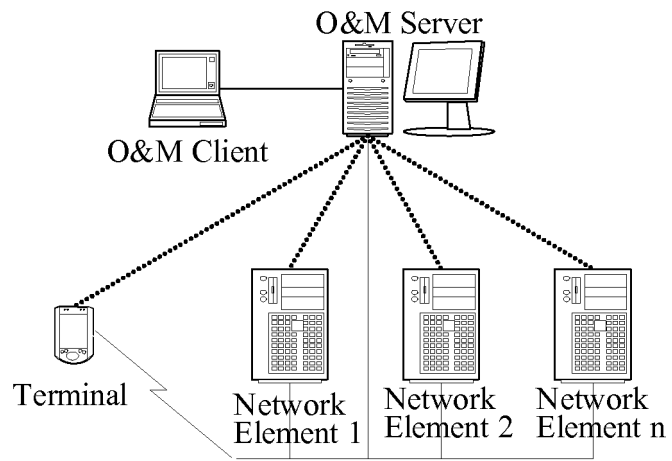 O&M Server
O&M Client
Terminal
Network
Element 1
Network
Element 2
Network
Element n